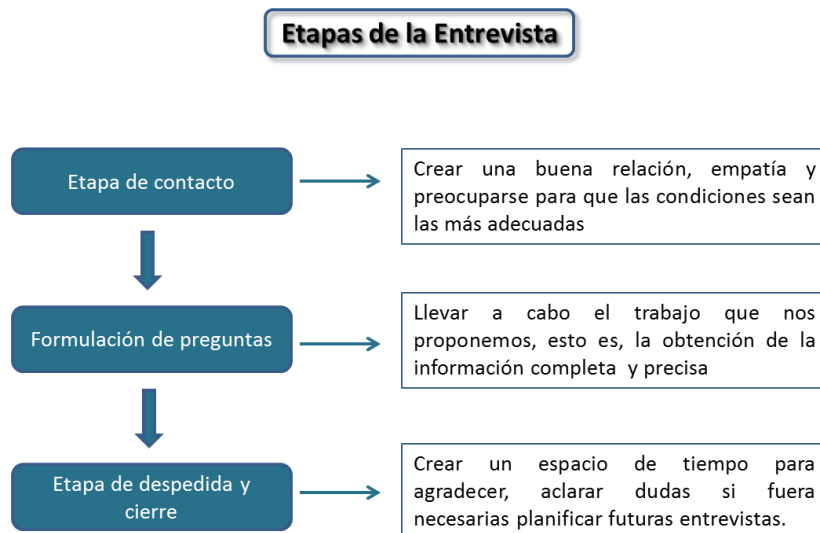 Etapas de la Entrevista
Etapa de contacto
Crear una buena relación, empatía y
preocuparse para que las condiciones sean
las más adecuadas
Formulación de preguntas
Llevar a cabo el trabajo que nos
proponemos, esto es, la obtención de la
información completa y precisa
Etapa de despedida y
cierre
Crear un espacio de tiempo para
agradecer, aclarar dudas si fuera
necesarias planificar futuras entrevistas.